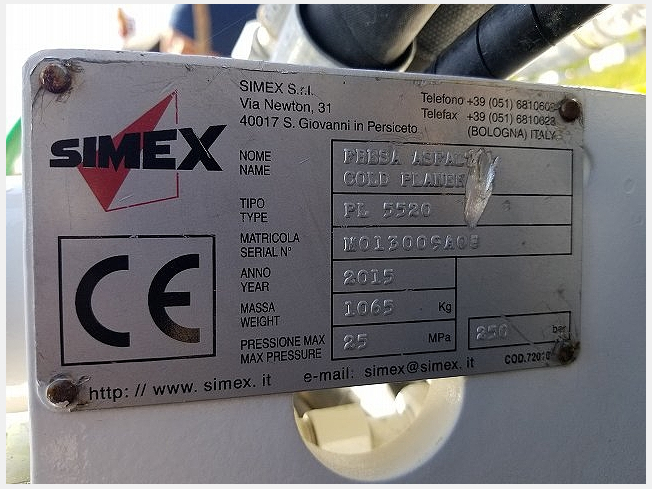 SIMEX
SIMEX S.r.l.
Via Newton, 31
40017 S. Giovanni in Persiceto
Telefono +39 (051) 6810609
Telefax +39 (051) 6810628
(BOLOGNA) ITALY
NOME
NAME
COLD PLANER
TIPO
TYPE
PL 5520
MATRICOLA
SERIAL N°
ANNO
YEAR
2015
MASSA
WEIGHT
1065 Kg
PRESSIONE MAX
MAX PRESSURE
25 MPa
250 bar
CE
http: // www. simex. it
e-mail: simex@simex. it